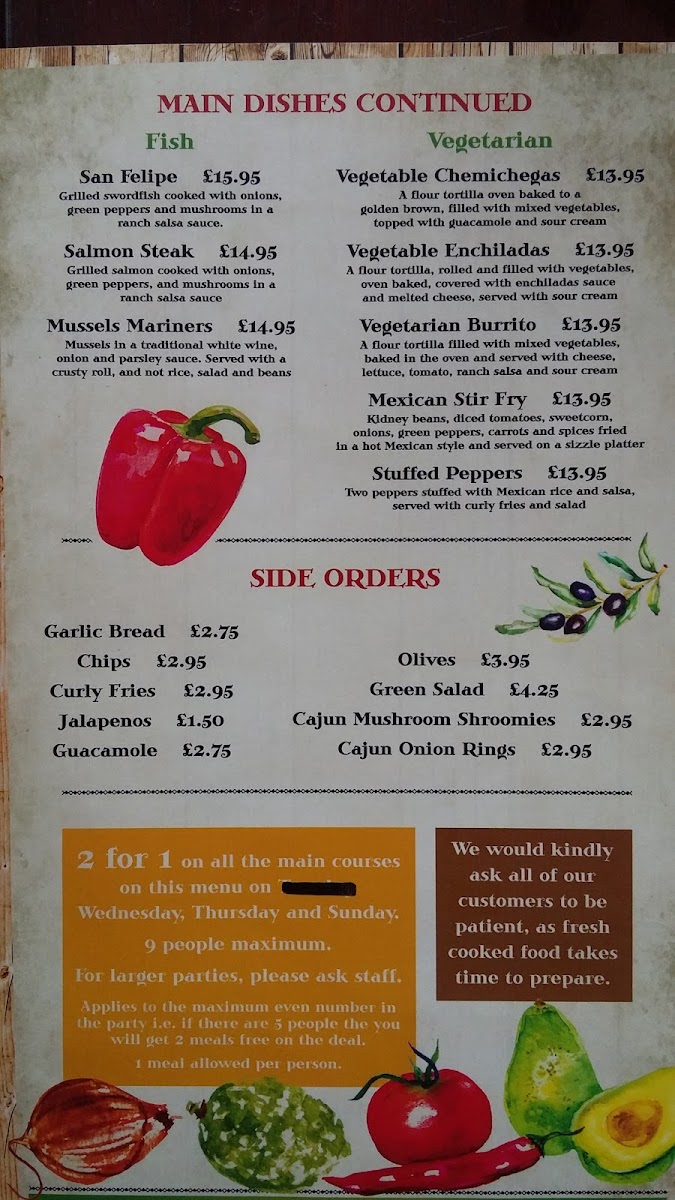 MAIN DISHES CONTINUED
Fish
San Felipe £15.95
Grilled swordfish cooked with onions,
green peppers and mushrooms in a
ranch salsa sauce.
Salmon Steak £14.95
Grilled salmon cooked with onions,
green peppers, and mushrooms in a
ranch salsa sauce
Mussels Mariners £14.95
Mussels in a traditional white wine,
onion and parsley sauce. Served with a
crusty roll, and not rice, salad and beans
Vegetarian
Vegetable Chemichegas £13.95
A flour tortilla oven baked to a
golden brown, filled with mixed vegetables,
topped with guacamole and sour cream
Vegetable Enchiladas £13.95
A flour tortilla, rolled and filled with vegetables,
oven baked, covered with enchiladas sauce
and melted cheese, served with sour cream
Vegetarian Burrito £13.95
A flour tortilla filled with mixed vegetables,
baked in the oven and served with cheese,
lettuce, tomato, ranch salsa and sour cream
Mexican Stir Fry £13.95
Kidney beans, diced tomatoes, sweetcorn,
onions, green peppers, carrots and spices fried
in a hot Mexican style and served on a sizzle platter
Stuffed Peppers £13.95
Two peppers stuffed with Mexican rice and salsa,
served with curly fries and salad
SIDE ORDERS
Garlic Bread £2.75
Chips £2.95
Curly Fries £2.95
Jalapenos £1.50
Guacamole £2.75
Olives £3.95
Green Salad £4.25
Cajun Mushroom Shroomies £2.95
Cajun Onion Rings £2.95
2 for 1 on all the main courses
on this menu on
Wednesday, Thursday and Sunday.
9 people maximum.
For larger parties, please ask staff.
Applies to the maximum even number in
the party i.e. if there are 5 people the you
will get 2 meals free on the deal.
1 meal allowed per person.
We would kindly
ask all of our
customers to be
patient, as fresh
cooked food takes
time to prepare.